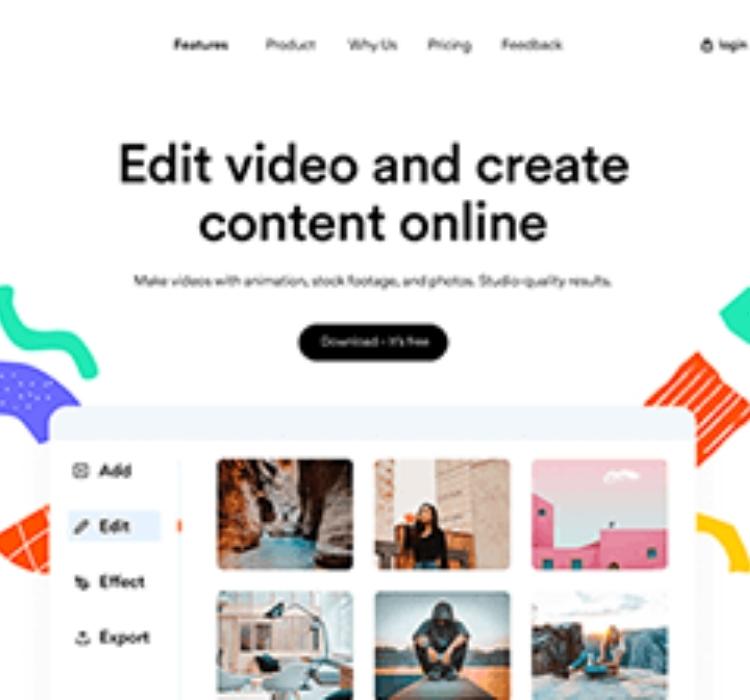 Features Product Why Us Pricing Feedback login
Edit video and create
content online
Make videos with animation, stock footage, and photos. Studio-quality results.
Download - It's free
Add
Edit
Effect
Export